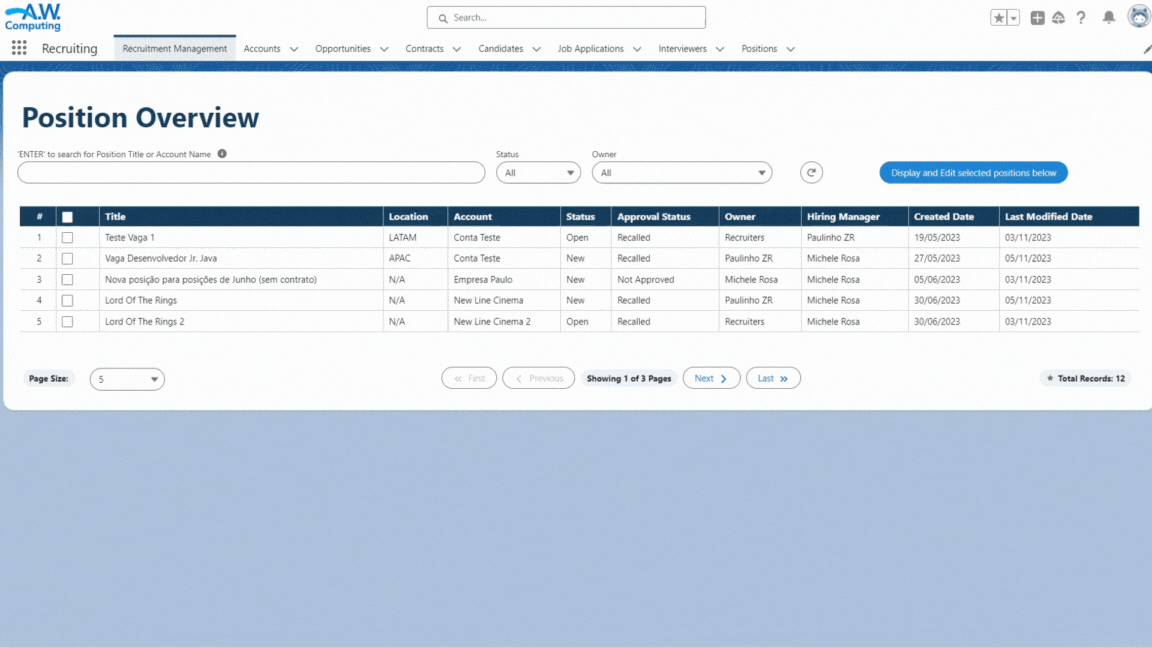 A.W.
Computing
Search...
Recruiting Recruitment Management Accounts Opportunities Contracts Candidates Job Applications Interviewers Positions
Position Overview
'ENTER' to search for Position Title or Account Name Status Owner
All All Display and Edit selected positions below
# Title Location Account Status Approval Status Owner Hiring Manager Created Date Last Modified Date
1 Teste Vaga 1 LATAM Conta Teste Open Recalled Recruiters Paulinho ZR 19/05/2023 03/11/2023
2 Vaga Desenvolvedor Jr. Java APAC Conta Teste New Recalled Paulinho ZR Michele Rosa 27/05/2023 05/11/2023
3 Nova posição para posições de Junho (sem contrato) N/A Empresa Paulo New Not Approved Michele Rosa Michele Rosa 05/06/2023 03/11/2023
4 Lord Of The Rings N/A New Line Cinema New Recalled Paulinho ZR Michele Rosa 30/06/2023 05/11/2023
5 Lord Of The Rings 2 N/A New Line Cinema 2 Open Recalled Recruiters Michele Rosa 30/06/2023 03/11/2023
Page Size: 5 « First < Previous Showing 1 of 3 Pages Next > Last » ★ Total Records: 12